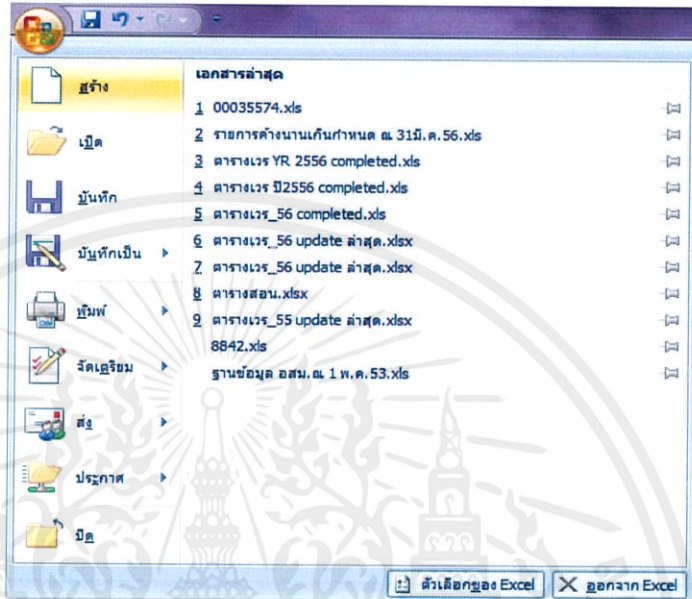 สร้าง
เปิด
บันทึก
บันทึกเป็น
พิมพ์
จัดเตรียม
ส่ง
ประกาศ
ปิด
เอกสารล่าสุด
1 00035574.xls
2 รายการค้างนานเกินกำหนด ณ 31มี.ค.56.xls
3 ตารางเวร YR 2556 completed.xls
4 ตารางเวร ปี2556 completed.xls
5 ตารางเวร_56 completed.xls
6 ตารางเวร_56 update ล่าสุด.xlsx
7 ตารางเวร_56 update ล่าสุด.xlsx
8 ตารางสอน.xlsx
9 ตารางเวร_55 update ล่าสุด.xlsx
8842.xls
ฐานข้อมูล อสม.ณ 1 พ.ค.53.xls
ตัวเลือกของ Excel
ออกจาก Excel